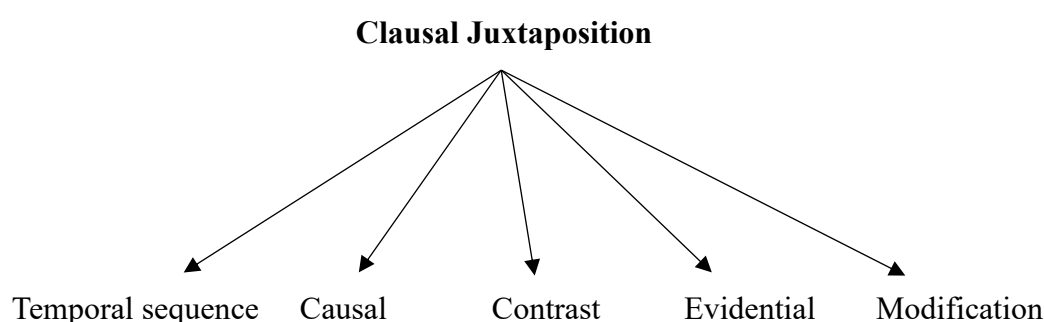 Clausal Juxtaposition
Temporal sequence Causal Contrast Evidential Modification